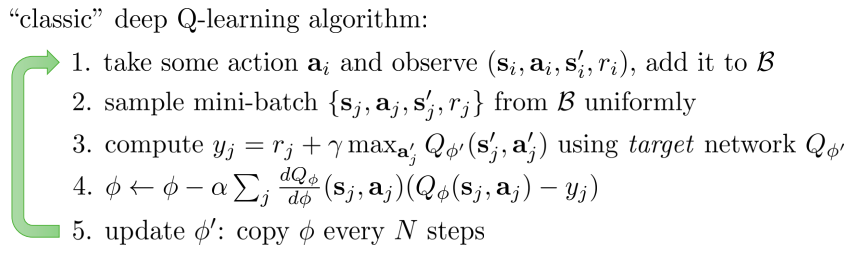 “classic” deep Q-learning algorithm:
1. take some action $\mathbf{a}_i$ and observe $(\mathbf{s}_i, \mathbf{a}_i, \mathbf{s}'_i, r_i)$, add it to $\mathcal{B}$
2. sample mini-batch $\{\mathbf{s}_j, \mathbf{a}_j, \mathbf{s}'_j, r_j\}$ from $\mathcal{B}$ uniformly
3. compute $y_j = r_j + \gamma \max_{\mathbf{a}'_j} Q_{\phi'}(\mathbf{s}'_j, \mathbf{a}'_j)$ using target network $Q_{\phi'}$
4. $\phi \leftarrow \phi - \alpha \sum_j \frac{dQ_\phi}{d\phi}(\mathbf{s}_j, \mathbf{a}_j)(Q_\phi(\mathbf{s}_j, \mathbf{a}_j) - y_j)$
5. update $\phi'$: copy $\phi$ every $N$ steps